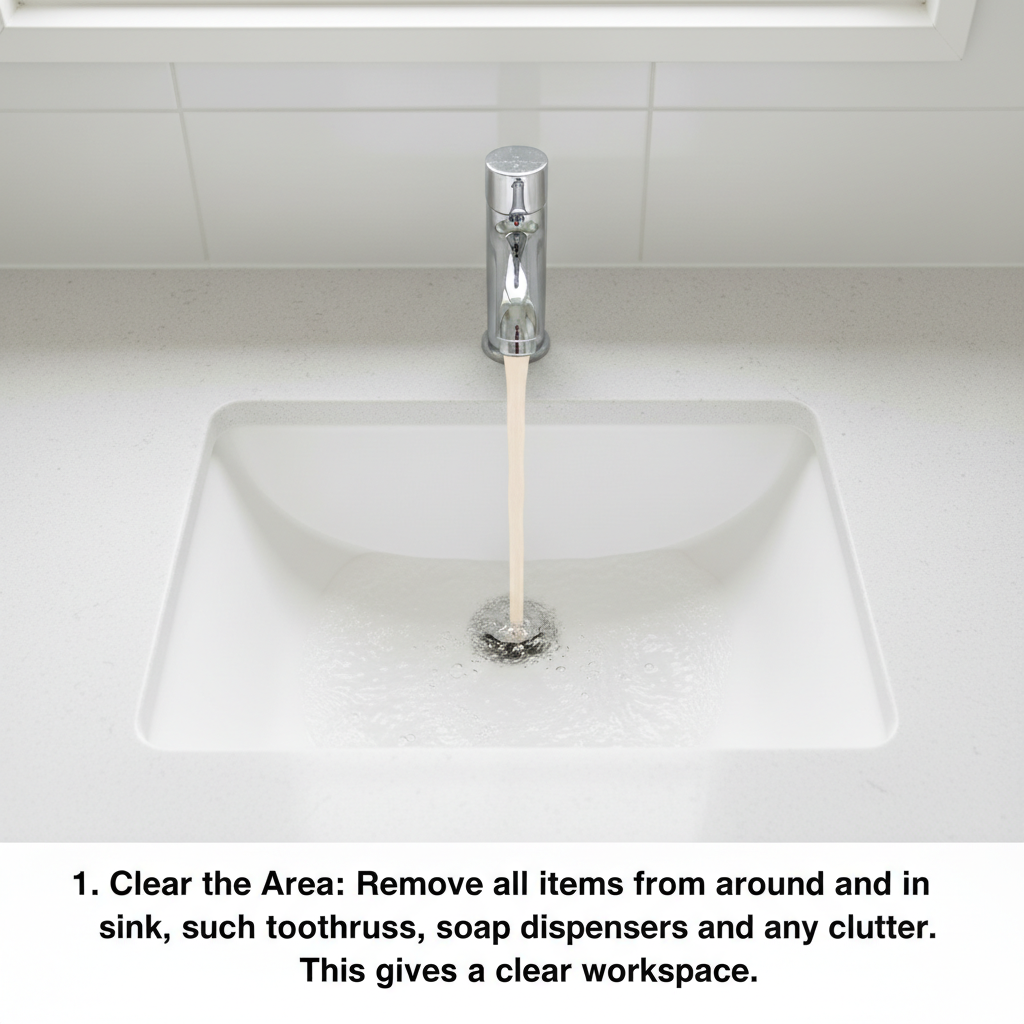 1. Clear the Area: Remove all items from around and in
sink, such toothruss, soap dispensers and any clutter.
This gives a clear workspace.